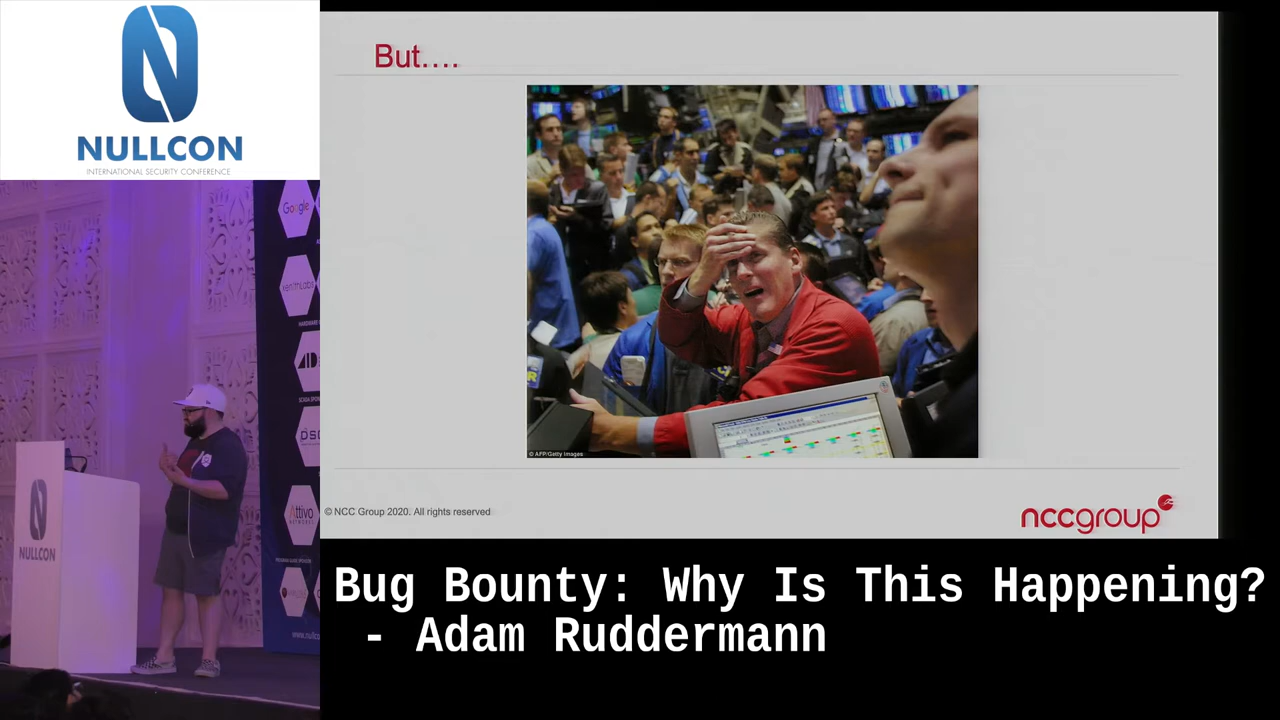 NULLCON
INTERNATIONAL SECURITY CONFERENCE
But....
© AFP/Getty Images
© NCC Group 2020. All rights reserved
nccgroup
Google
Attivo
NULLCON
Bug Bounty: Why Is This Happening?
- Adam Ruddermann